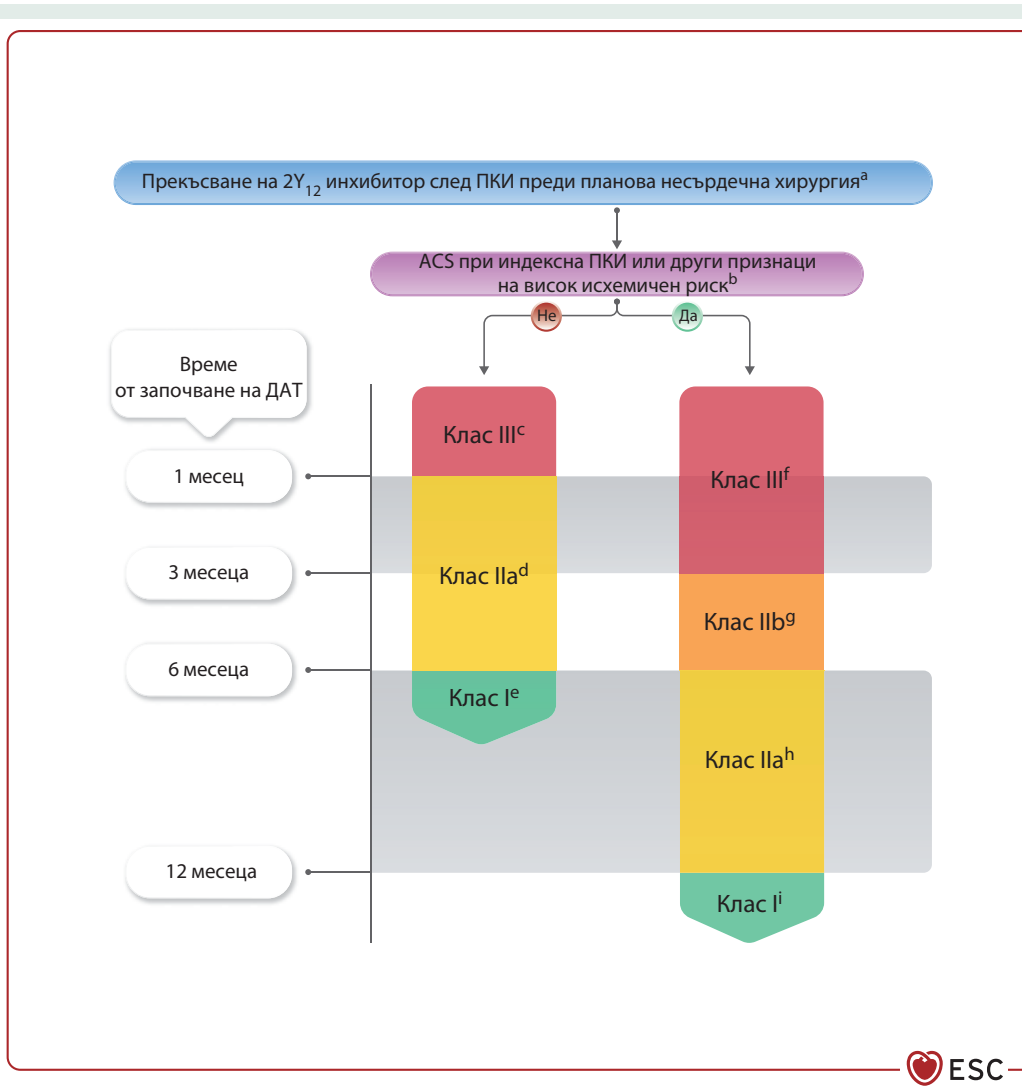 Прекъсване на 2Y12 инхибитор след ПКИ преди планова несърдечна хирургияa
ACS при индексна ПКИ или други признаци
на висок исхемичен рискb
Не
Да
Време
от започване на ДАТ
Клас IIIc
1 месец
Клас IIIf
3 месеца
Клас IIad
Клас IIbg
6 месеца
Клас Ie
Клас IIah
12 месеца
Клас Ii
ESC